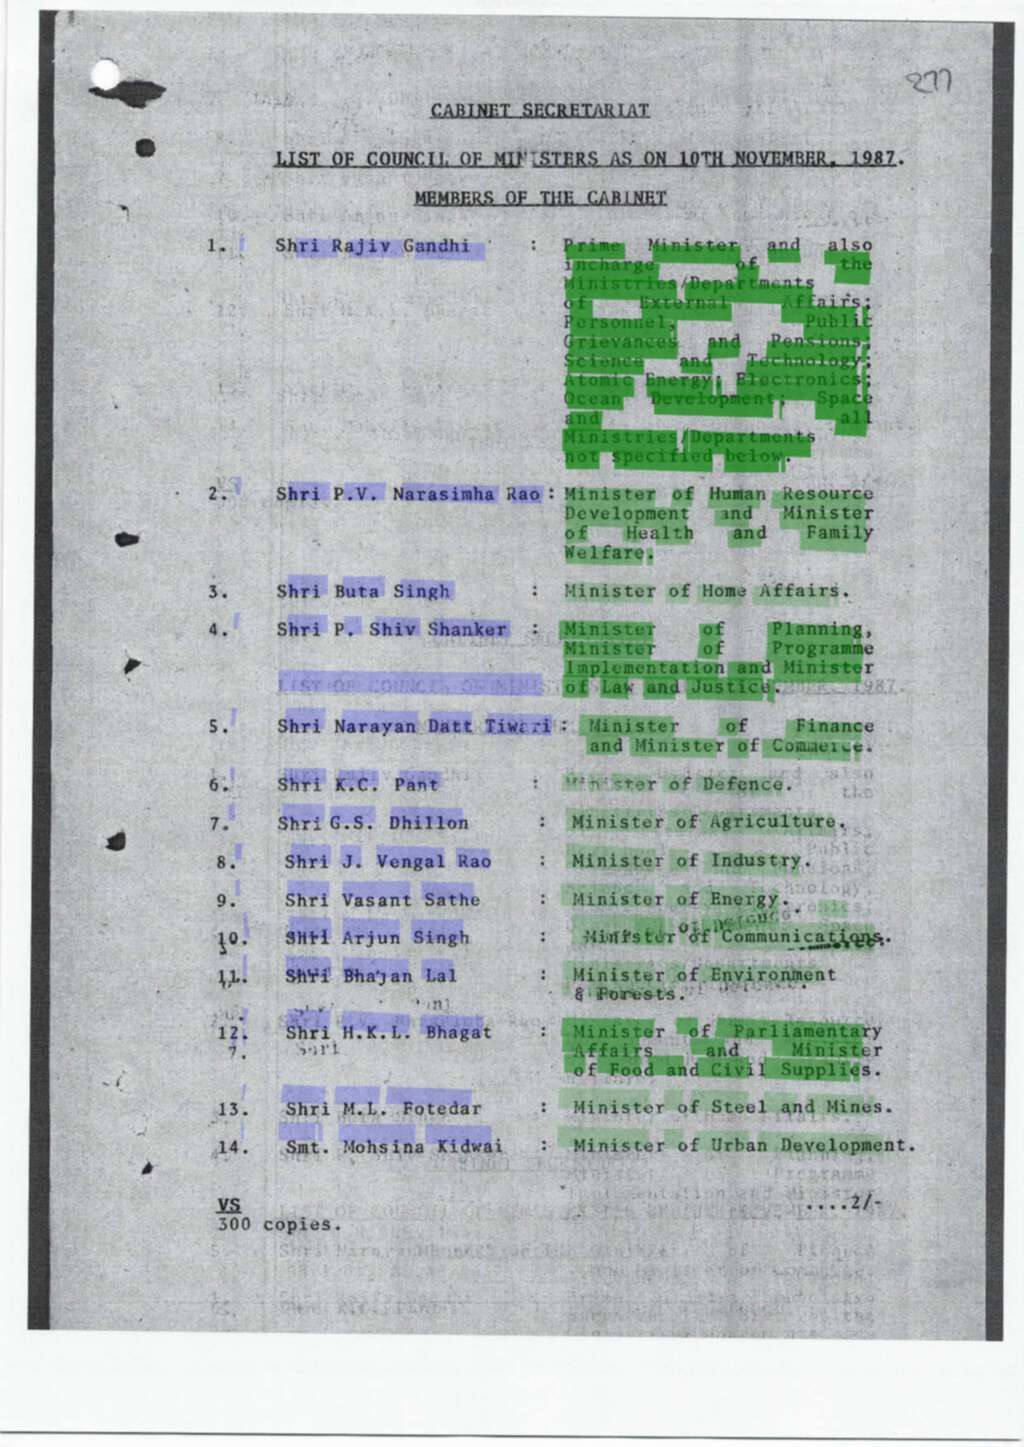 277
CABINET SECRETARIAT
LIST OF COUNCIL OF MINISTERS AS ON 10TH NOVEMBER, 1987.
MEMBERS OF THE CABINET
1. Shri Rajiv Gandhi : Prime Minister and also
incharge of the
Ministries/Departments
of External Affairs;
Personnel, Public
Grievances and Pensions;
Science and Technology;
Atomic Energy; Electronics;
Ocean Development; Space
and all
Ministries/Departments
not specified below.
2. Shri P.V. Narasimha Rao : Minister of Human Resource
Development and Minister
of Health and Family
Welfare.
3. Shri Buta Singh : Minister of Home Affairs.
4. Shri P. Shiv Shanker : Minister of Planning,
Minister of Programme
Implementation and Minister
of Law and Justice.
5. Shri Narayan Datt Tiwari : Minister of Finance
and Minister of Commerce.
6. Shri K.C. Pant : Minister of Defence.
7. Shri G.S. Dhillon : Minister of Agriculture.
8. Shri J. Vengal Rao : Minister of Industry.
9. Shri Vasant Sathe : Minister of Energy.
10. Shri Arjun Singh : Minister of Communications.
11. Shri Bhajan Lal : Minister of Environment
& Forests.
12. Shri H.K.L. Bhagat : Minister of Parliamentary
Affairs and Minister
of Food and Civil Supplies.
13. Shri M.L. Fotedar : Minister of Steel and Mines.
14. Smt. Mohsina Kidwai : Minister of Urban Development.
VS ....2/-
300 copies.